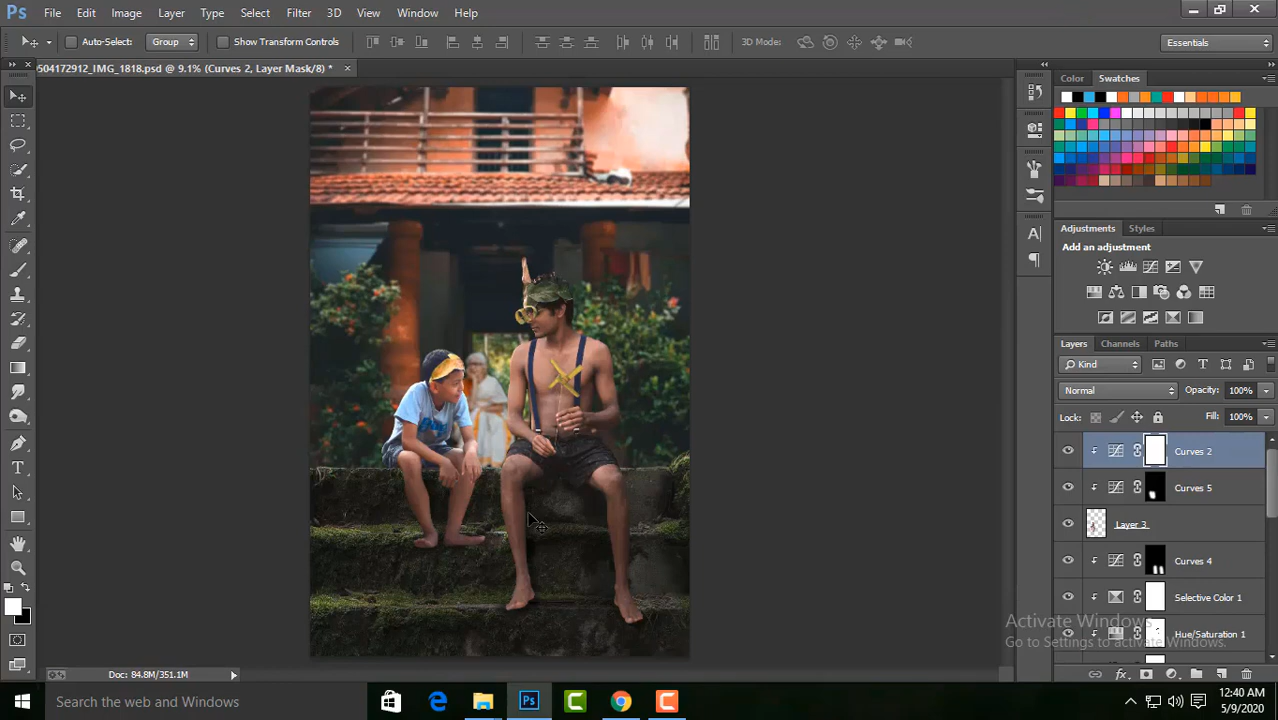 Ps File Edit Image Layer Type Select Filter 3D View Window Help
Auto-Select: Group Show Transform Controls 3D Mode: Essentials
504172912_IMG_1818.psd @ 9.1% (Curves 2, Layer Mask/8) *
Color Swatches
Adjustments Styles
Add an adjustment
Layers Channels Paths
Kind
Normal Opacity: 100%
Lock: Fill: 100%
Curves 2
Curves 5
Layer 3
Curves 4
Selective Color 1
Hue/Saturation 1
Activate Windows
Go to Settings to activate Windows.
Doc: 84.8M/351.1M
Search the web and Windows
12:40 AM
5/9/2020